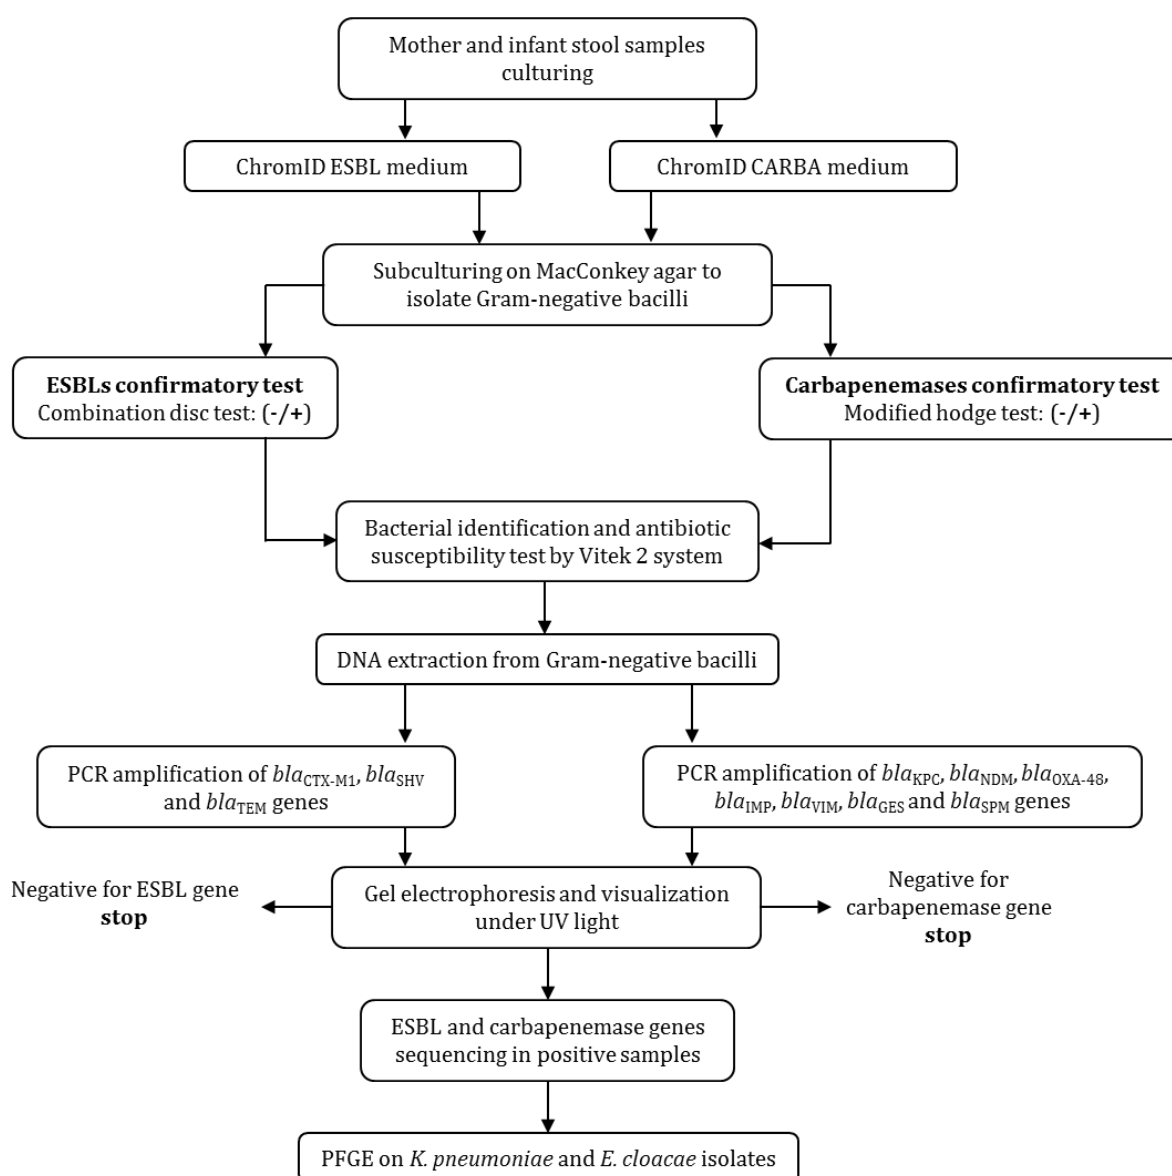 Mother and infant stool samples
culturing
ChromID ESBL medium
ChromID CARBA medium
Subculturing on MacConkey agar to
isolate Gram-negative bacilli
ESBLs confirmatory test
Combination disc test: (-/+)
Carbapenemases confirmatory test
Modified hodge test: (-/+)
Bacterial identification and antibiotic
susceptibility test by Vitek 2 system
DNA extraction from Gram-negative bacilli
PCR amplification of blaCTX-M1, blaSHV
and blaTEM genes
PCR amplification of blaKPC, blaNDM, blaOXA-48,
blaIMP, blaVIM, blaGES and blaSPM genes
Negative for ESBL gene
stop
Gel electrophoresis and visualization
under UV light
Negative for
carbapenemase gene
stop
ESBL and carbapenemase genes
sequencing in positive samples
PFGE on K. pneumoniae and E. cloacae isolates